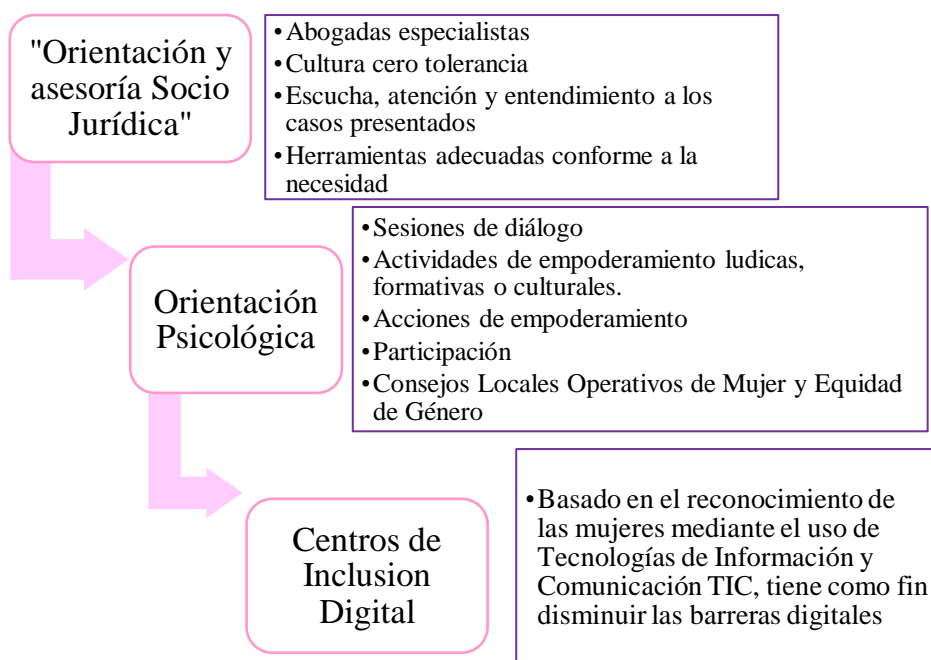 "Orientación y
asesoría Socio
Jurídica"
•Abogadas especialistas
•Cultura cero tolerancia
•Escucha, atención y entendimiento a los
casos presentados
•Herramientas adecuadas conforme a la
necesidad
Orientación
Psicológica
•Sesiones de diálogo
•Actividades de empoderamiento ludicas,
formativas o culturales.
•Acciones de empoderamiento
•Participación
•Consejos Locales Operativos de Mujer y Equidad
de Género
Centros de
Inclusion
Digital
•Basado en el reconocimiento de
las mujeres mediante el uso de
Tecnologías de Información y
Comunicación TIC, tiene como fin
disminuir las barreras digitales